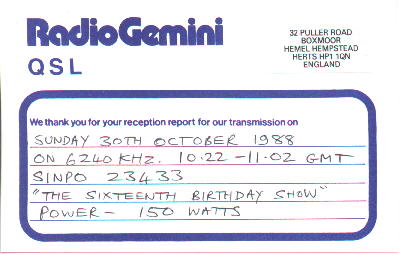 Radio Gemini
QSL
32 PULLER ROAD
BOXMOOR
HEMEL HEMPSTEAD
HERTS HP1 1QN
ENGLAND
We thank you for your reception report for our transmission on
SUNDAY 30TH OCTOBER 1988
ON 6240 KHZ. 10.22 - 11.02 GMT
SINPO 23433
"THE SIXTEENTH BIRTHDAY SHOW"
POWER - 150 WATTS